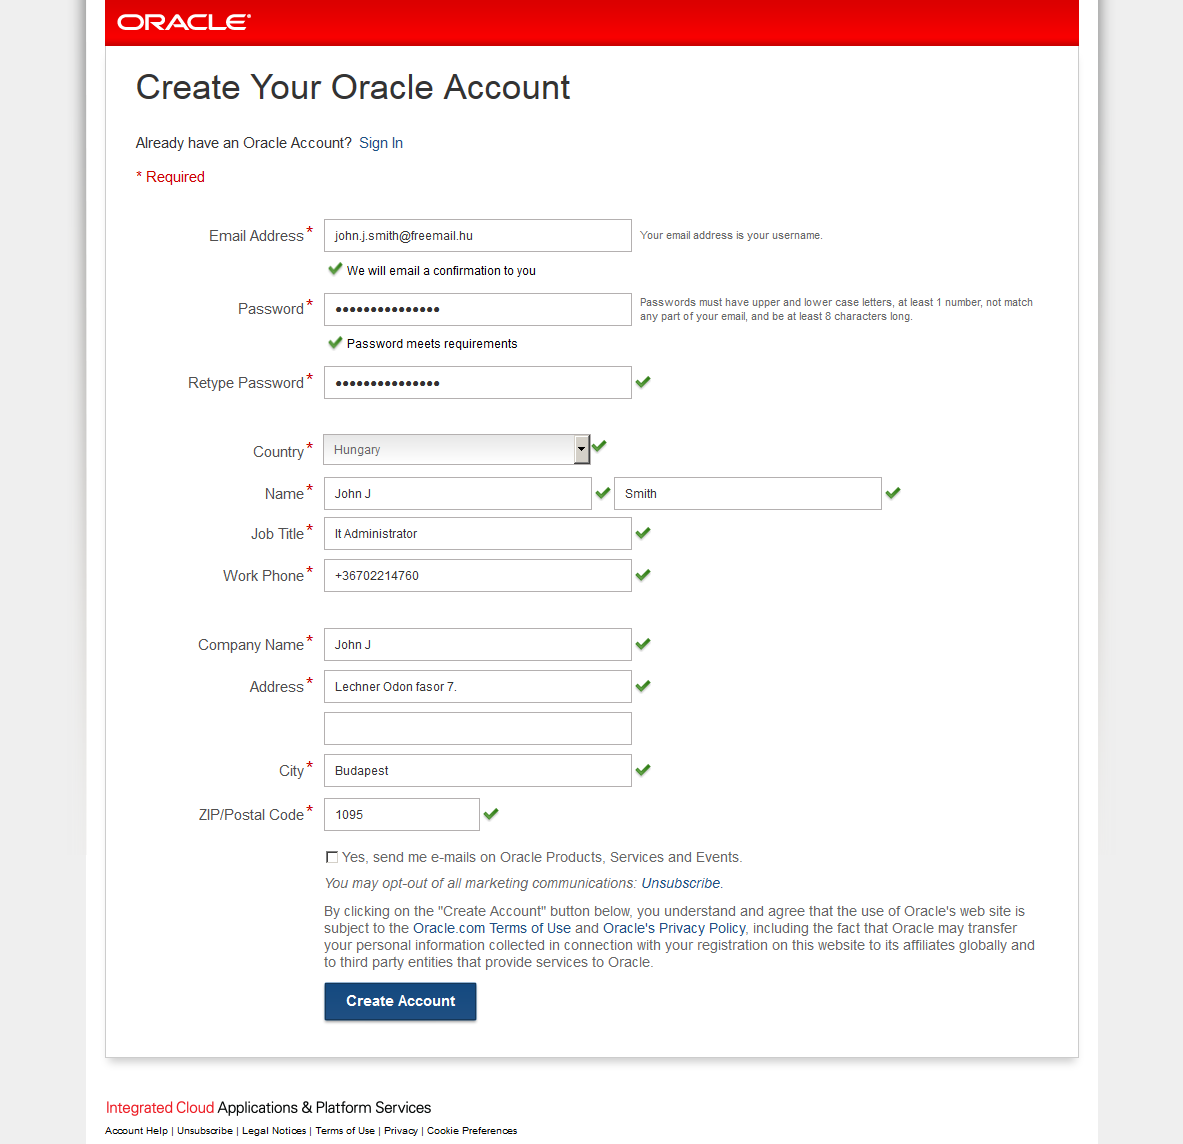 ORACLE®
Create Your Oracle Account
Already have an Oracle Account? Sign In
* Required
Email Address* john.j.smith@freemail.hu Your email address is your username.
We will email a confirmation to you
Password* ●●●●●●●●●●●●●●● Passwords must have upper and lower case letters, at least 1 number, not match
any part of your email, and be at least 8 characters long.
Password meets requirements
Retype Password* ●●●●●●●●●●●●●●●
Country* Hungary
Name* John J Smith
Job Title* It Administrator
Work Phone* +36702214760
Company Name* John J
Address* Lechner Odon fasor 7.
City* Budapest
ZIP/Postal Code* 1095
Yes, send me e-mails on Oracle Products, Services and Events.
You may opt-out of all marketing communications: Unsubscribe.
By clicking on the "Create Account" button below, you understand and agree that the use of Oracle's web site is
subject to the Oracle.com Terms of Use and Oracle's Privacy Policy, including the fact that Oracle may transfer
your personal information collected in connection with your registration on this website to its affiliates globally and
to third party entities that provide services to Oracle.
Create Account
Integrated Cloud Applications & Platform Services
Account Help | Unsubscribe | Legal Notices | Terms of Use | Privacy | Cookie Preferences